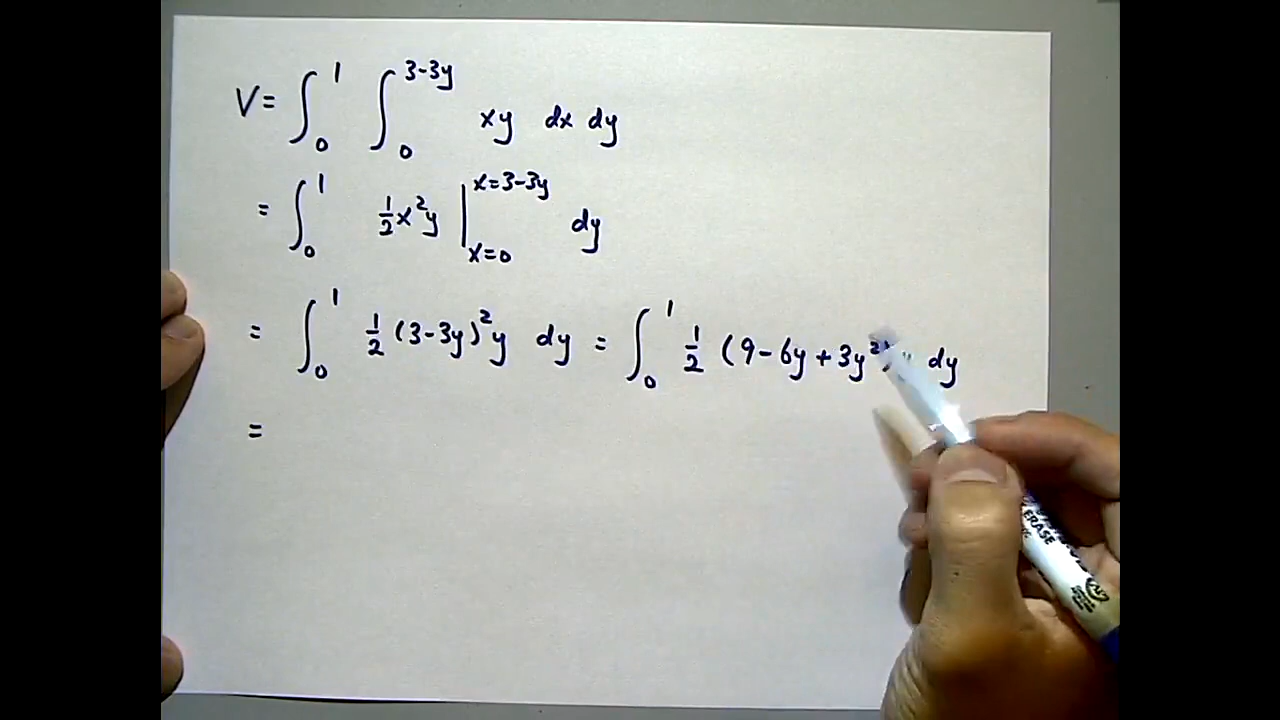 V = ∫₀¹ ∫₀^{3-3y} xy dx dy
= ∫₀¹ ½x²y |_{x=0}^{x=3-3y} dy
= ∫₀¹ ½ (3-3y)² y dy = ∫₀¹ ½ (9-6y+3y²) y dy
=
ERASE